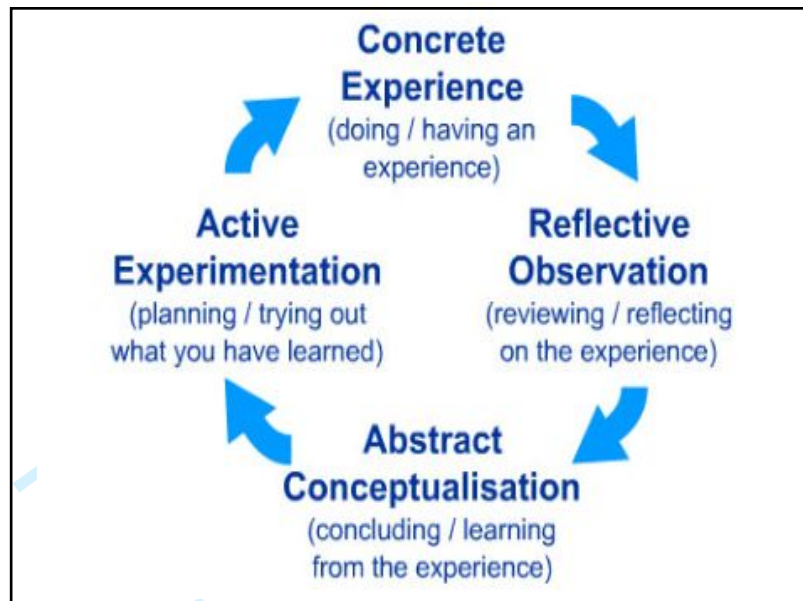 Concrete
Experience
(doing / having an
experience)
Reflective
Observation
(reviewing / reflecting
on the experience)
Abstract
Conceptualisation
(concluding / learning
from the experience)
Active
Experimentation
(planning / trying out
what you have learned)